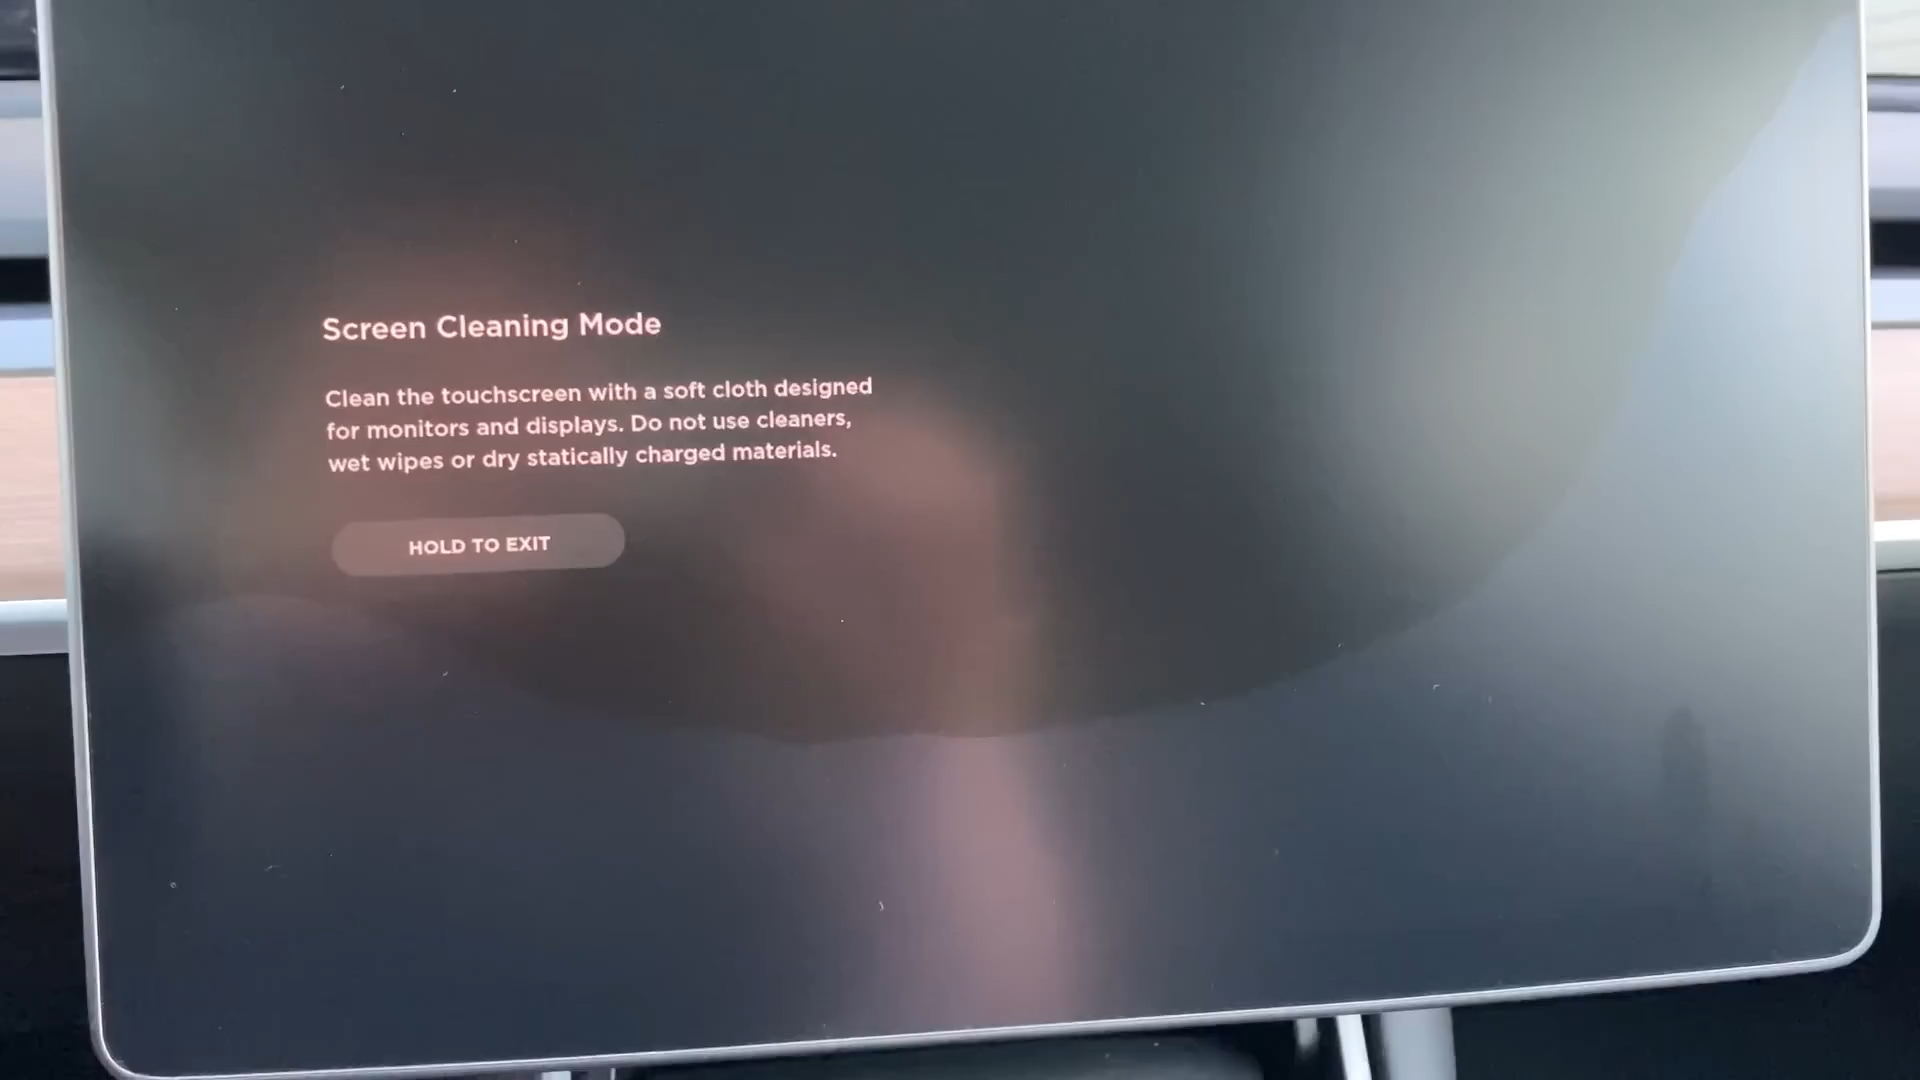 Screen Cleaning Mode
Clean the touchscreen with a soft cloth designed
for monitors and displays. Do not use cleaners,
wet wipes or dry statically charged materials.
HOLD TO EXIT